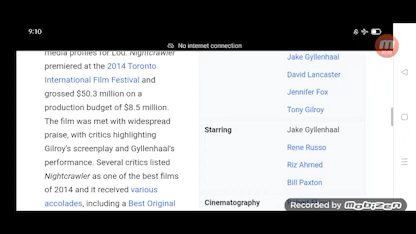 9:10
No internet connection
media profiles for Lou. Nightcrawler
premiered at the 2014 Toronto
International Film Festival and
grossed $50.3 million on a
production budget of $8.5 million.
The film was met with widespread
praise, with critics highlighting
Gilroy's screenplay and Gyllenhaal's
performance. Several critics listed
Nightcrawler as one of the best films
of 2014 and it received various
accolades, including a Best Original
Jake Gyllenhaal
David Lancaster
Jennifer Fox
Tony Gilroy
Starring
Jake Gyllenhaal
Rene Russo
Riz Ahmed
Bill Paxton
Cinematography
Recorded by MOBIZEN